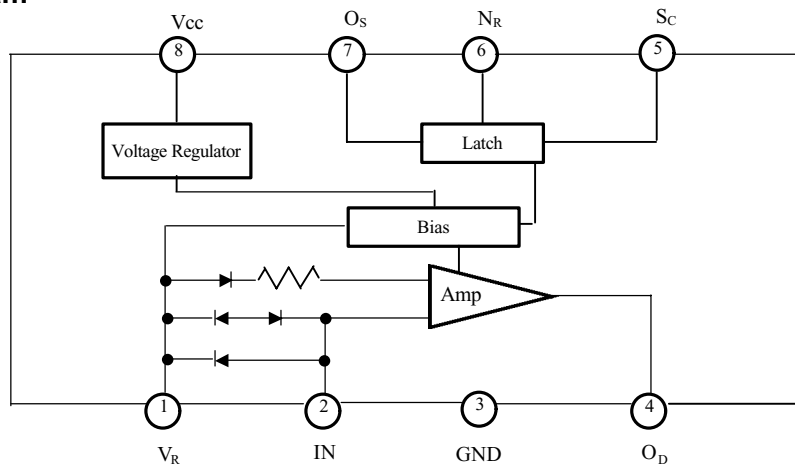 Vcc O_S N_R S_C
8 7 6 5
Voltage Regulator Latch
Bias
Amp
1 2 3 4
V_R IN GND O_D